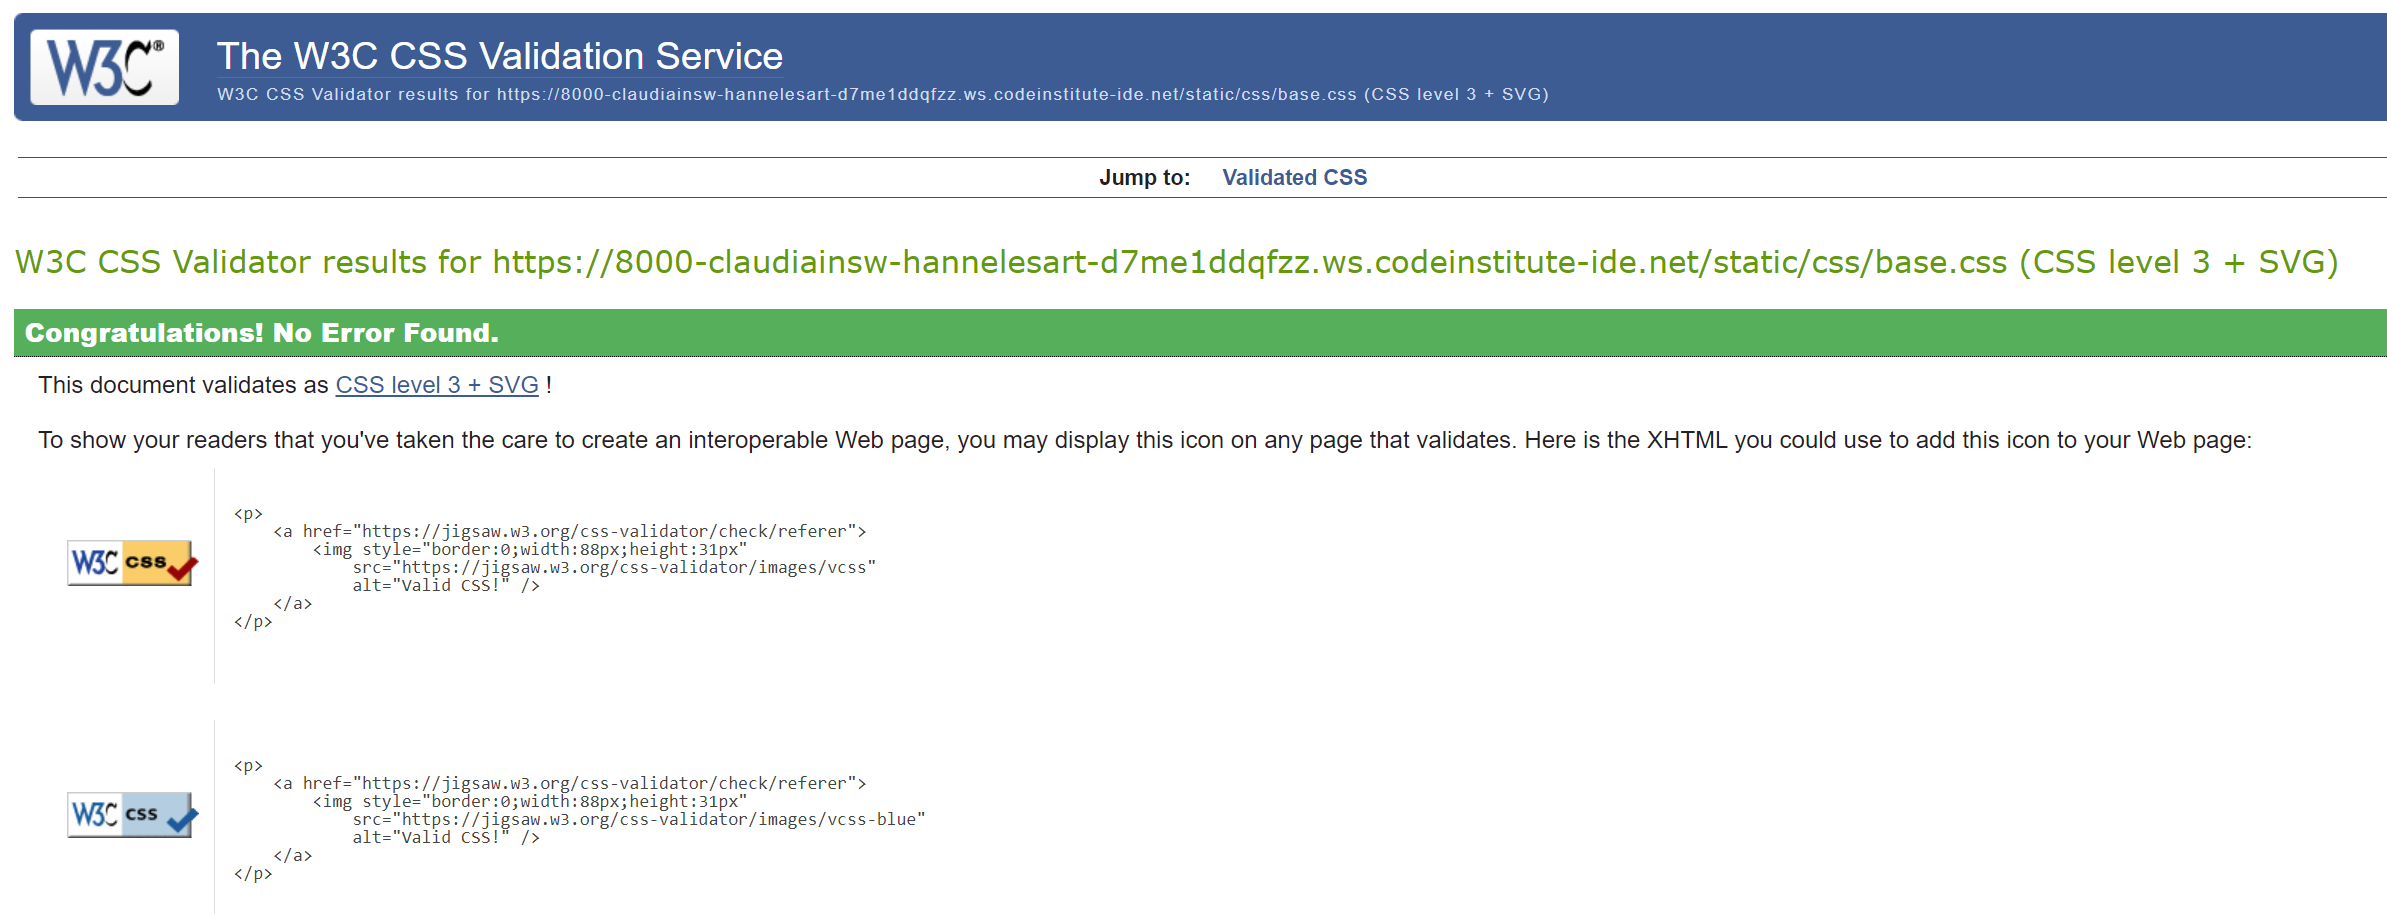 W3C®
The W3C CSS Validation Service
W3C CSS Validator results for https://8000-claudiainsw-hannelesart-d7me1ddqfzz.ws.codeinstitute-ide.net/static/css/base.css (CSS level 3 + SVG)
Jump to: Validated CSS
W3C CSS Validator results for https://8000-claudiainsw-hannelesart-d7me1ddqfzz.ws.codeinstitute-ide.net/static/css/base.css (CSS level 3 + SVG)
Congratulations! No Error Found.
This document validates as CSS level 3 + SVG !
To show your readers that you've taken the care to create an interoperable Web page, you may display this icon on any page that validates. Here is the XHTML you could use to add this icon to your Web page:
W3C css
<p>
<a href="https://jigsaw.w3.org/css-validator/check/referer">
<img style="border:0;width:88px;height:31px"
src="https://jigsaw.w3.org/css-validator/images/vcss"
alt="Valid CSS!" />
</a>
</p>
W3C css
<p>
<a href="https://jigsaw.w3.org/css-validator/check/referer">
<img style="border:0;width:88px;height:31px"
src="https://jigsaw.w3.org/css-validator/images/vcss-blue"
alt="Valid CSS!" />
</a>
</p>